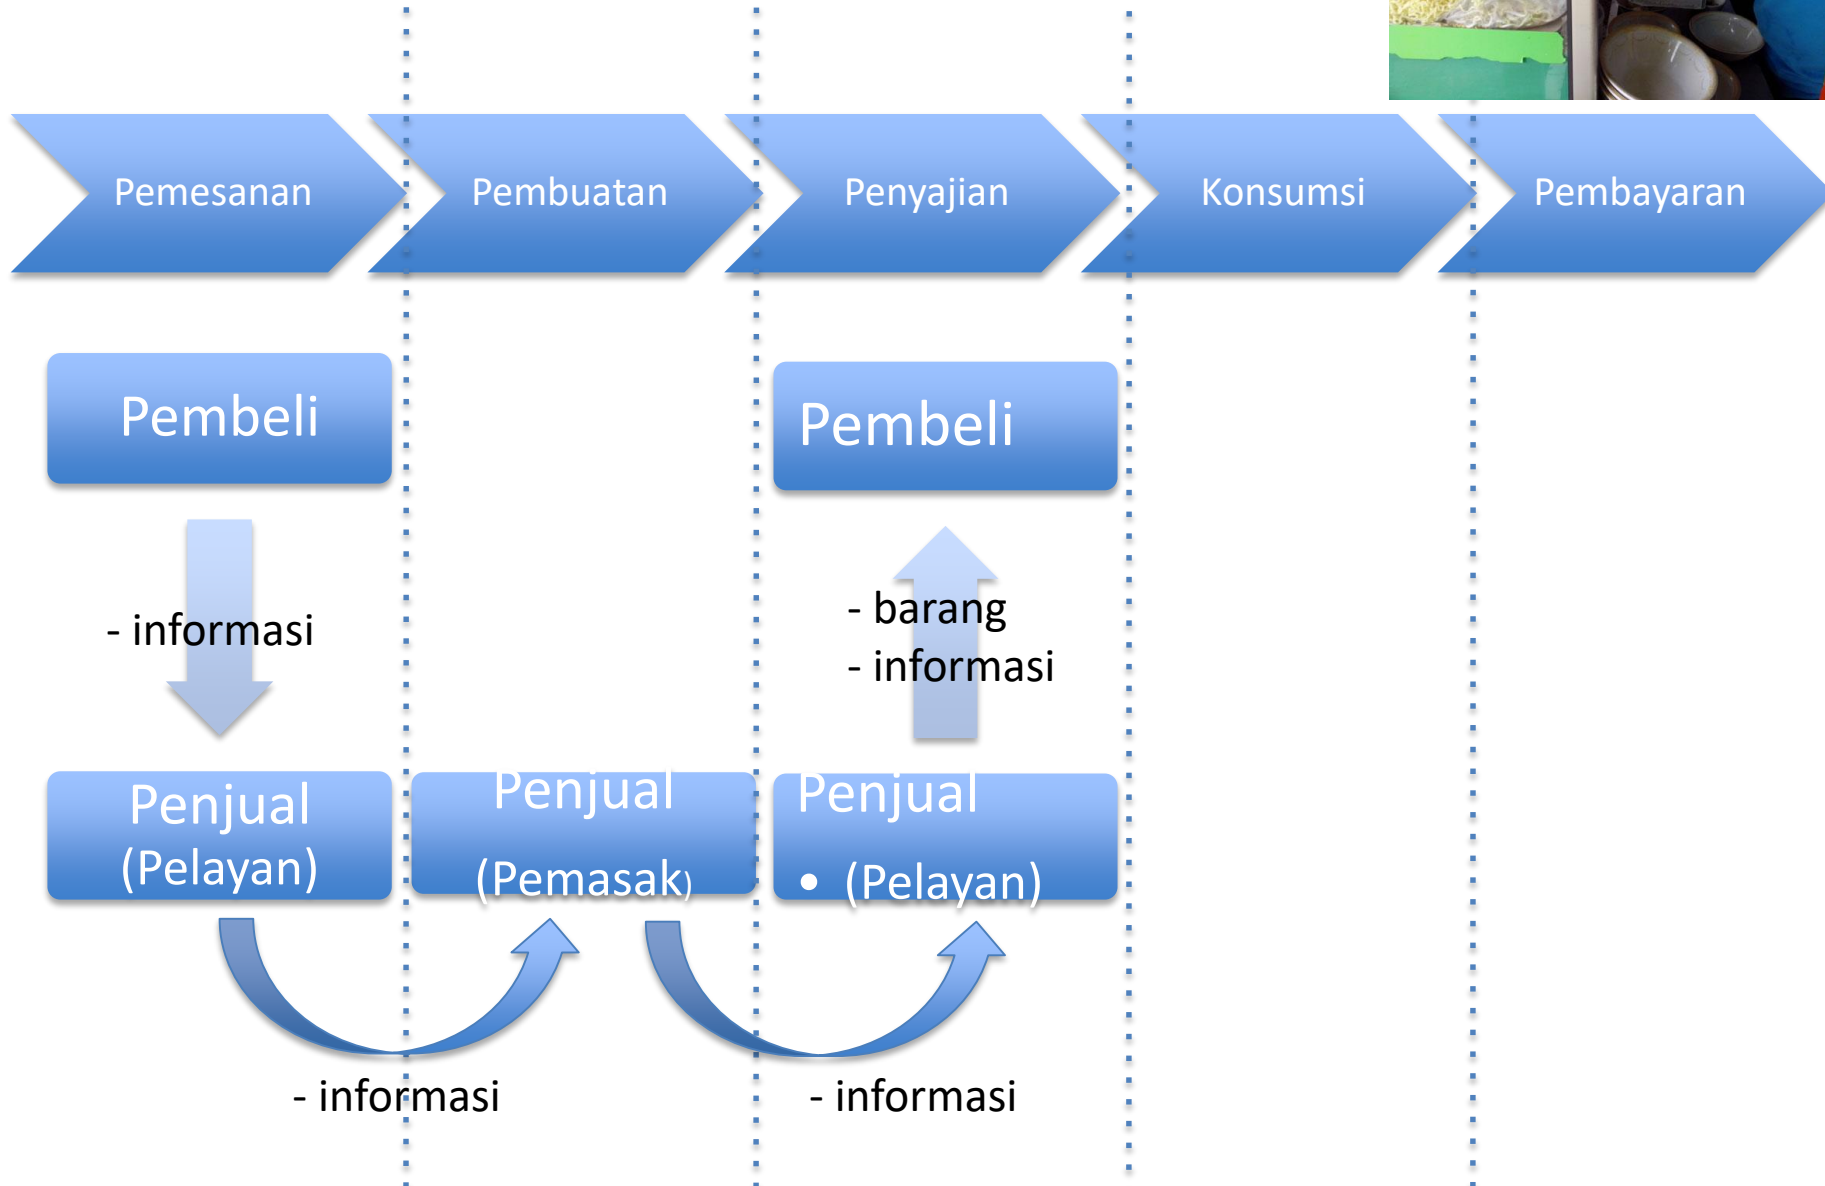 Pemesanan
Pembuatan
Penyajian
Konsumsi
Pembayaran
Pembeli
Pembeli
- informasi
- barang
- informasi
Penjual
(Pelayan)
Penjual
(Pemasak)
Penjual
• (Pelayan)
- informasi
- informasi